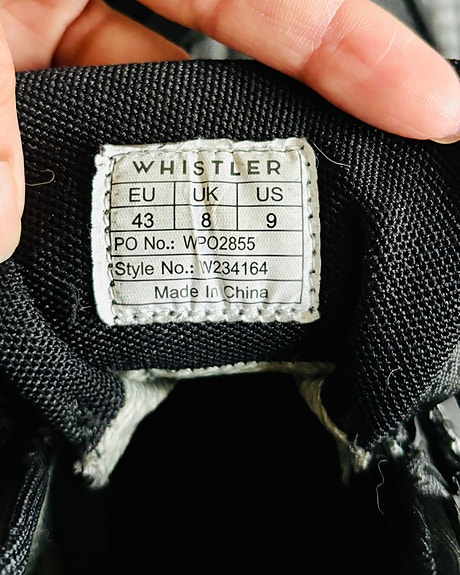 WHISTLER
EU UK US
43 8 9
PO No.: WPO2855
Style No.: W234164
Made In China